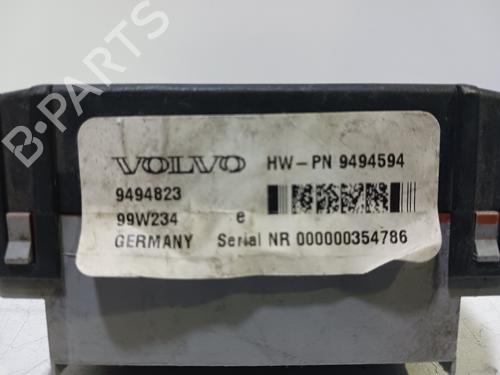 VOLVO HW-PN 9494594
9494823
99W234 e
GERMANY Serial NR 000000354786
B-PARTS